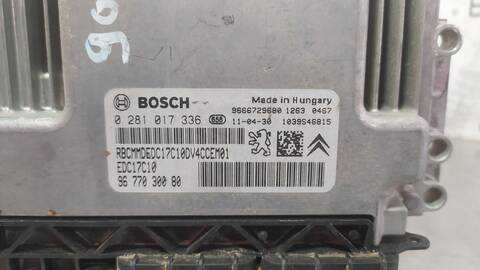 90
BOSCH
Made in Hungary
9666729680 1263 0467
0 281 017 336 11-04-30 1039S46815
RBCMMDEDC17C10DV4CCEM01
EDC17C10
96 770 300 80